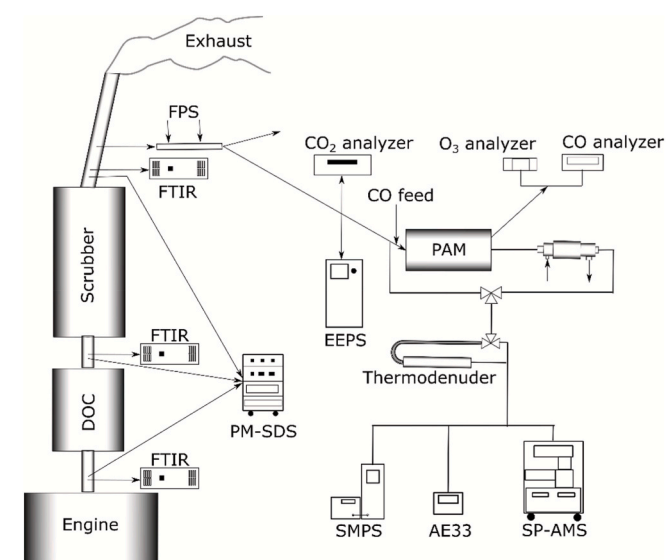 Exhaust
FPS
CO₂ analyzer
O₃ analyzer
CO analyzer
FTIR
CO feed
Scrubber
PAM
EEPS
FTIR
Thermodenuder
DOC
PM-SDS
FTIR
Engine
SMPS
AE33
SP-AMS